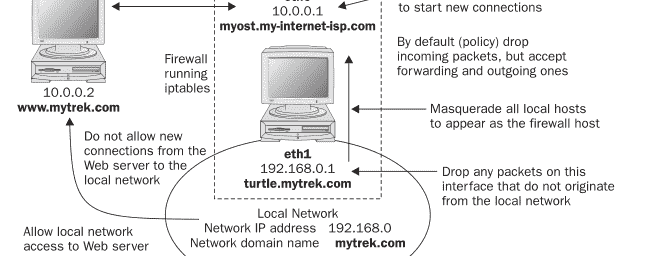 10.0.0.1
myost.my-internet-isp.com
to start new connections
By default (policy) drop
incoming packets, but accept
forwarding and outgoing ones
Firewall
running
iptables
10.0.0.2
www.mytrek.com
Masquerade all local hosts
to appear as the firewall host
Do not allow new
connections from the
Web server to the
local network
eth1
192.168.0.1
turtle.mytrek.com
Drop any packets on this
interface that do not originate
from the local network
Local Network
Network IP address 192.168.0
Network domain name mytrek.com
Allow local network
access to Web server